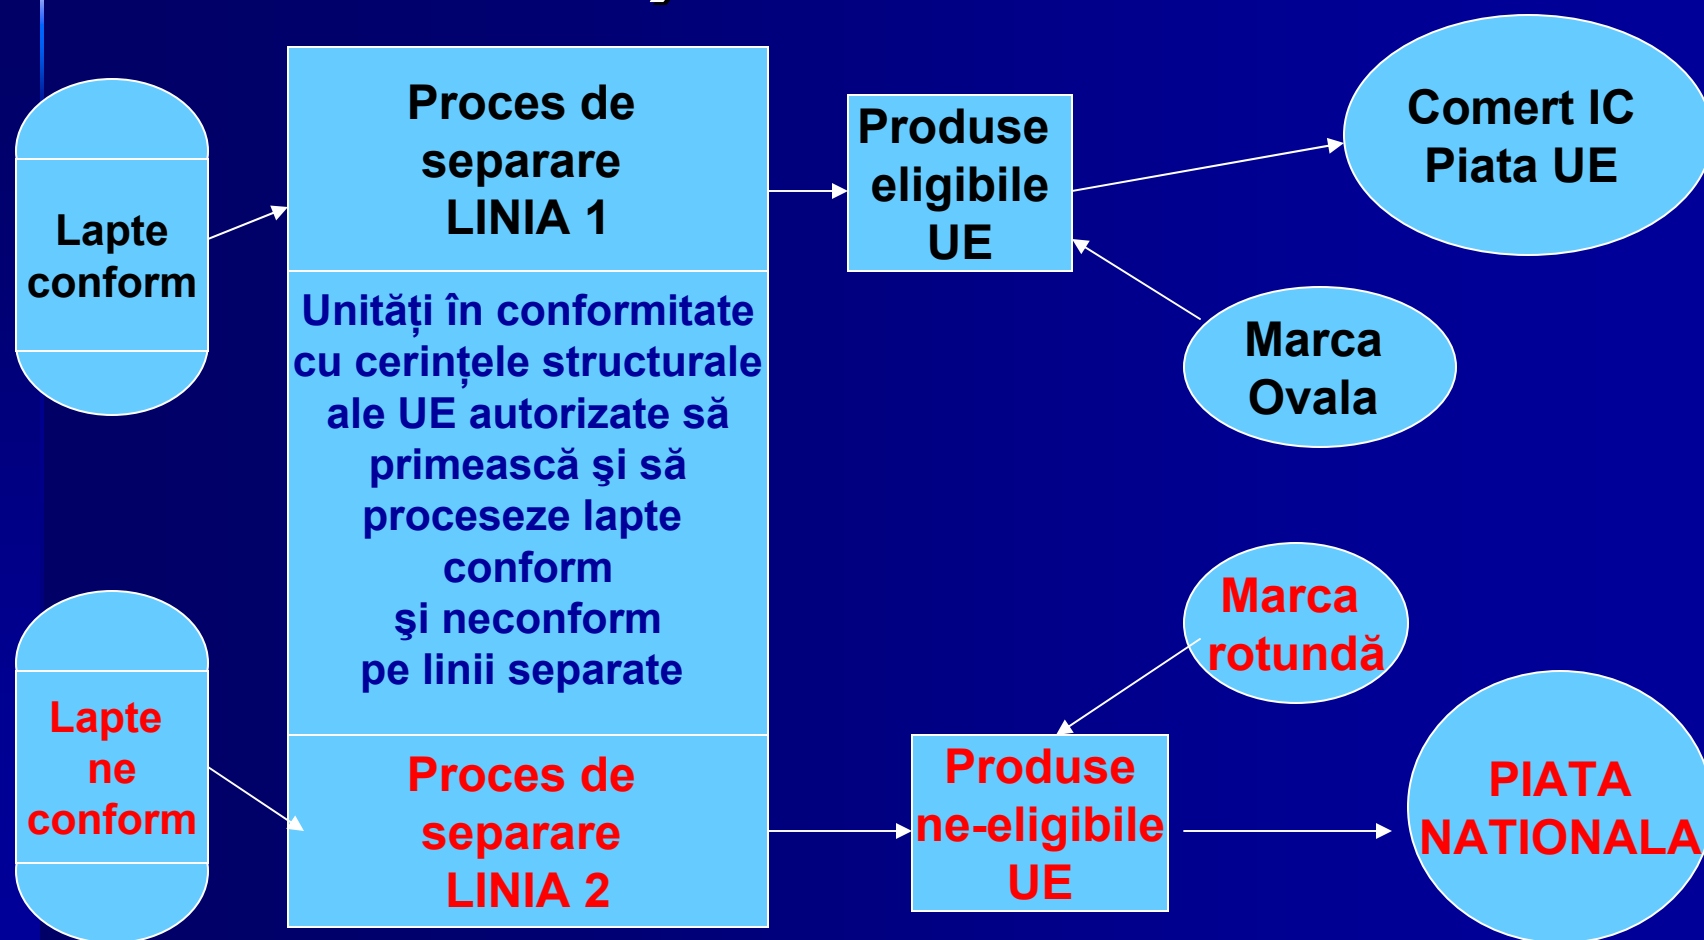 Lapte
conform
Proces de
separare
LINIA 1
Produse
eligibile
UE
Comert IC
Piata UE
Marca
Ovala
Unităţi în conformitate
cu cerinţele structurale
ale UE autorizate să
primească şi să
proceseze lapte
conform
şi neconform
pe linii separate
Lapte
ne
conform
Proces de
separare
LINIA 2
Marca
rotundă
Produse
ne-eligibile
UE
PIATA
NATIONALA